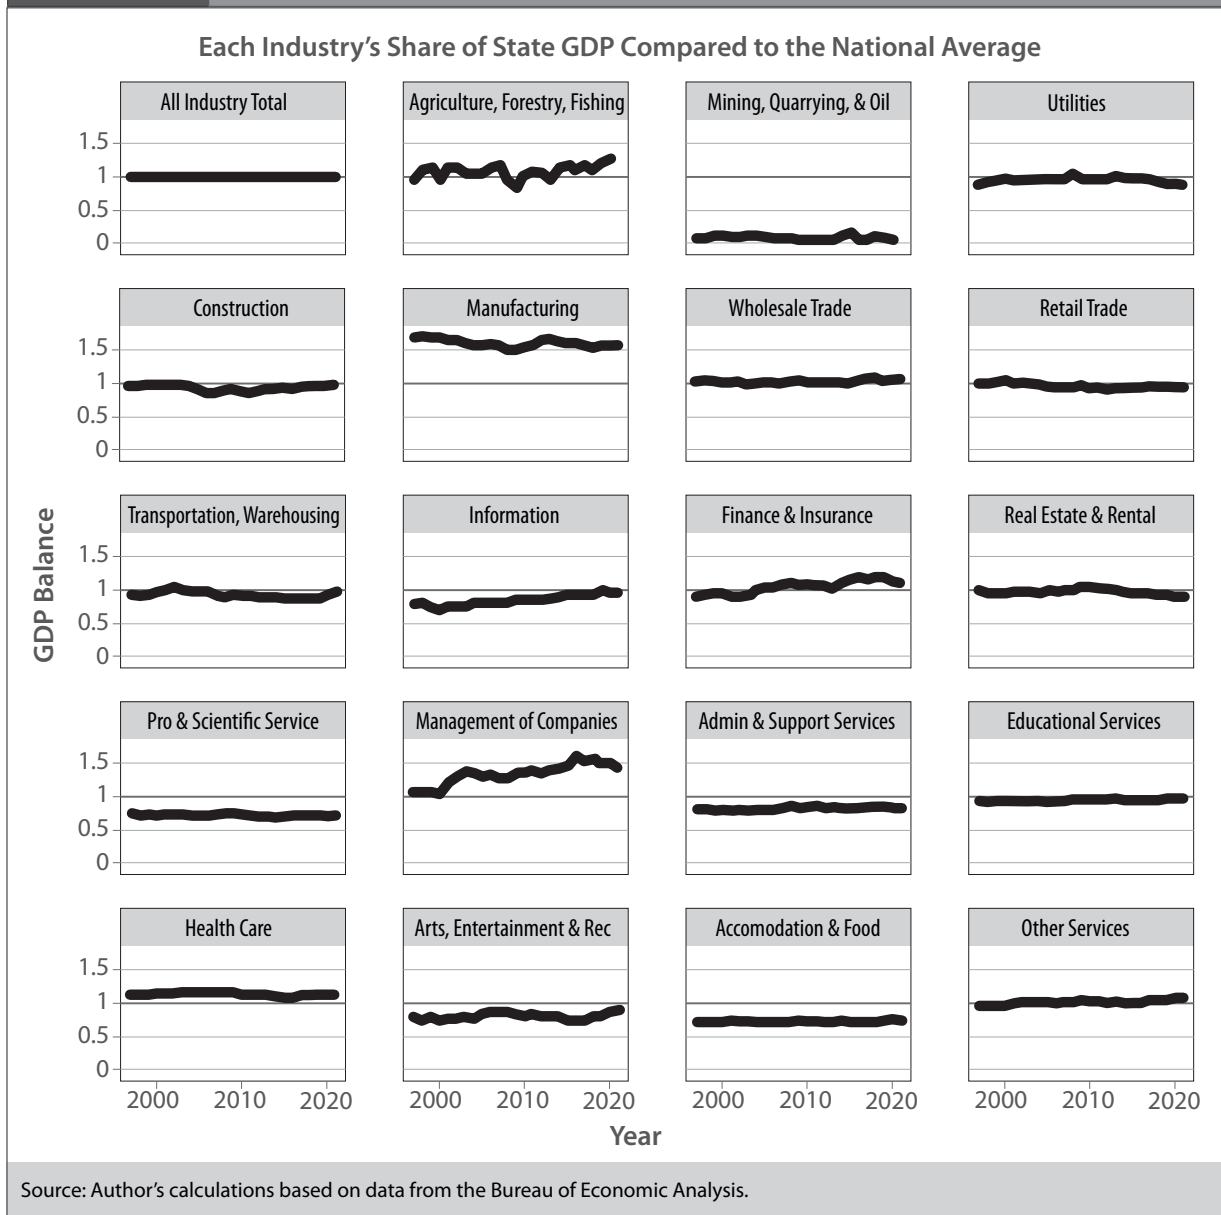 Each Industry's Share of State GDP Compared to the National Average
All Industry Total
Agriculture, Forestry, Fishing
Mining, Quarrying, & Oil
Utilities
1.5
1
0.5
0
Construction
Manufacturing
Wholesale Trade
Retail Trade
1.5
1
0.5
0
Transportation, Warehousing
Information
Finance & Insurance
Real Estate & Rental
1.5
1
0.5
0
GDP Balance
Pro & Scientific Service
Management of Companies
Admin & Support Services
Educational Services
1.5
1
0.5
0
Health Care
Arts, Entertainment & Rec
Accomodation & Food
Other Services
1.5
1
0.5
0
2000 2010 2020 2000 2010 2020 2000 2010 2020 2000 2010 2020
Year
Source: Author's calculations based on data from the Bureau of Economic Analysis.